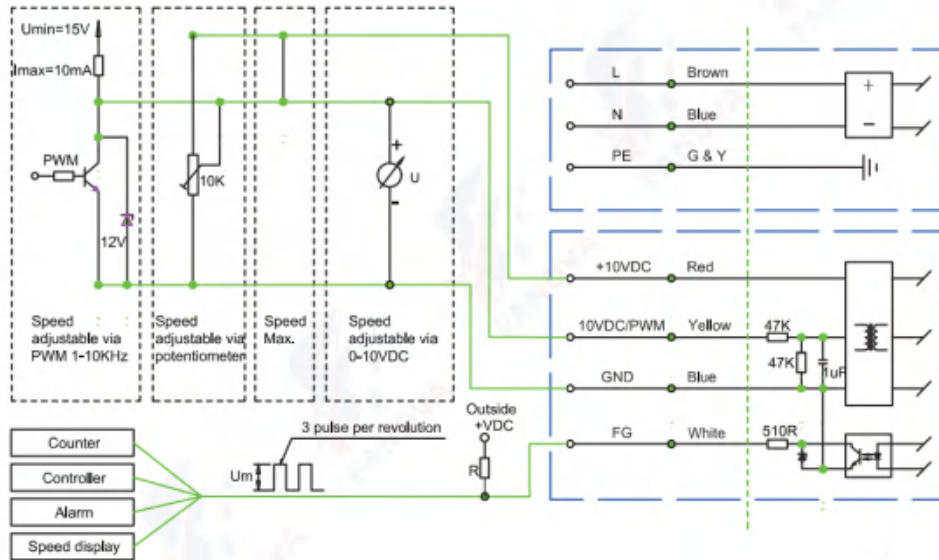 Umin=15V
Imax=10mA
PWM
12V
10K
+
U
-
Speed
adjustable via
PWM 1-10KHz
Speed
adjustable via
potentiometer
Speed
Max.
Speed
adjustable via
0-10VDC
L
Brown
+
N
Blue
-
PE
G & Y
+10VDC
Red
10VDC/PWM
Yellow
47K
47K
1uF
GND
Blue
FG
White
510R
Outside
+VDC
R
3 pulse per revolution
Um
Counter
Controller
Alarm
Speed display